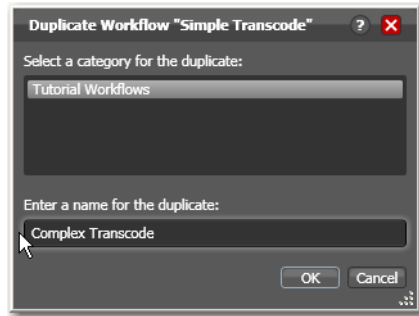 Duplicate Workflow "Simple Transcode" ?
Select a category for the duplicate:
Tutorial Workflows
Enter a name for the duplicate:
Complex Transcode
OK Cancel